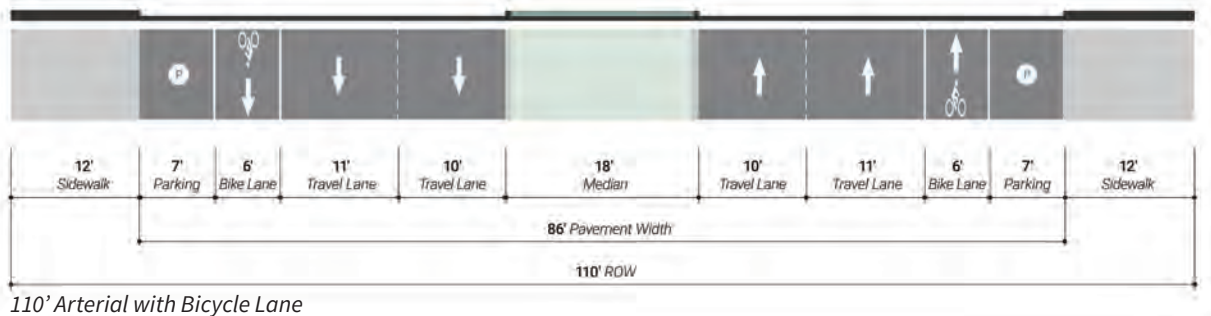 P
P
12' 7' 6' 11' 10' 18' 10' 11' 6' 7' 12'
Sidewalk Parking Bike Lane Travel Lane Travel Lane Median Travel Lane Travel Lane Bike Lane Parking Sidewalk
86' Pavement Width
110' ROW
110’ Arterial with Bicycle Lane